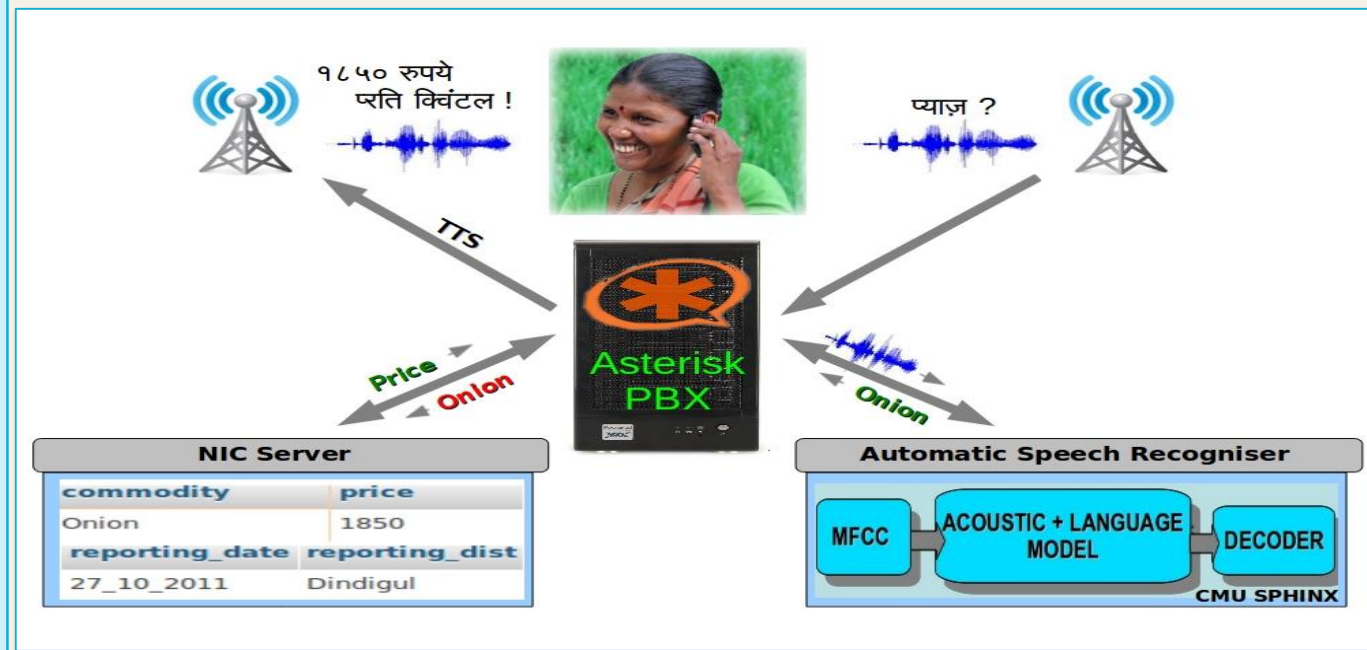 १८५० रुपये
प्रति क्विंटल !
प्याज़ ?
TTS
Asterisk
PBX
Price
Onion
Onion
NIC Server
commodity price
Onion 1850
reporting_date reporting_dist
27_10_2011 Dindigul
Automatic Speech Recogniser
MFCC
ACOUSTIC + LANGUAGE
MODEL
DECODER
CMU SPHINX